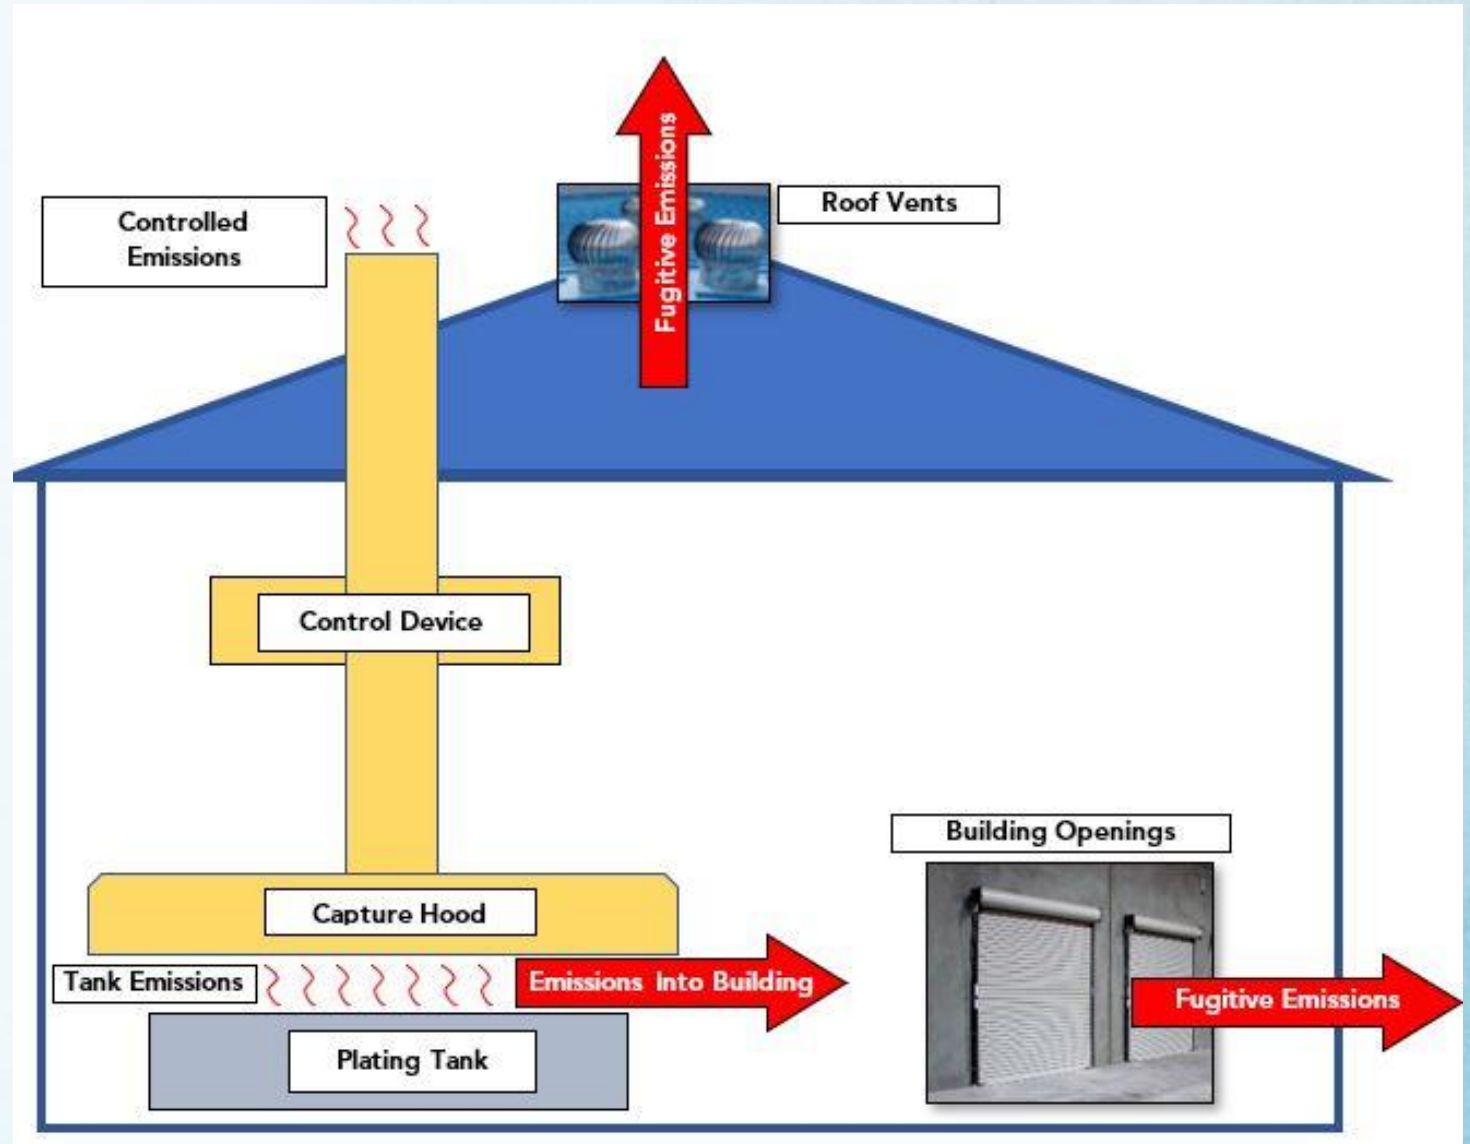 Fugitive Emissions
Roof Vents
Controlled
Emissions
Control Device
Building Openings
Capture Hood
Tank Emissions
Emissions Into Building
Fugitive Emissions
Plating Tank